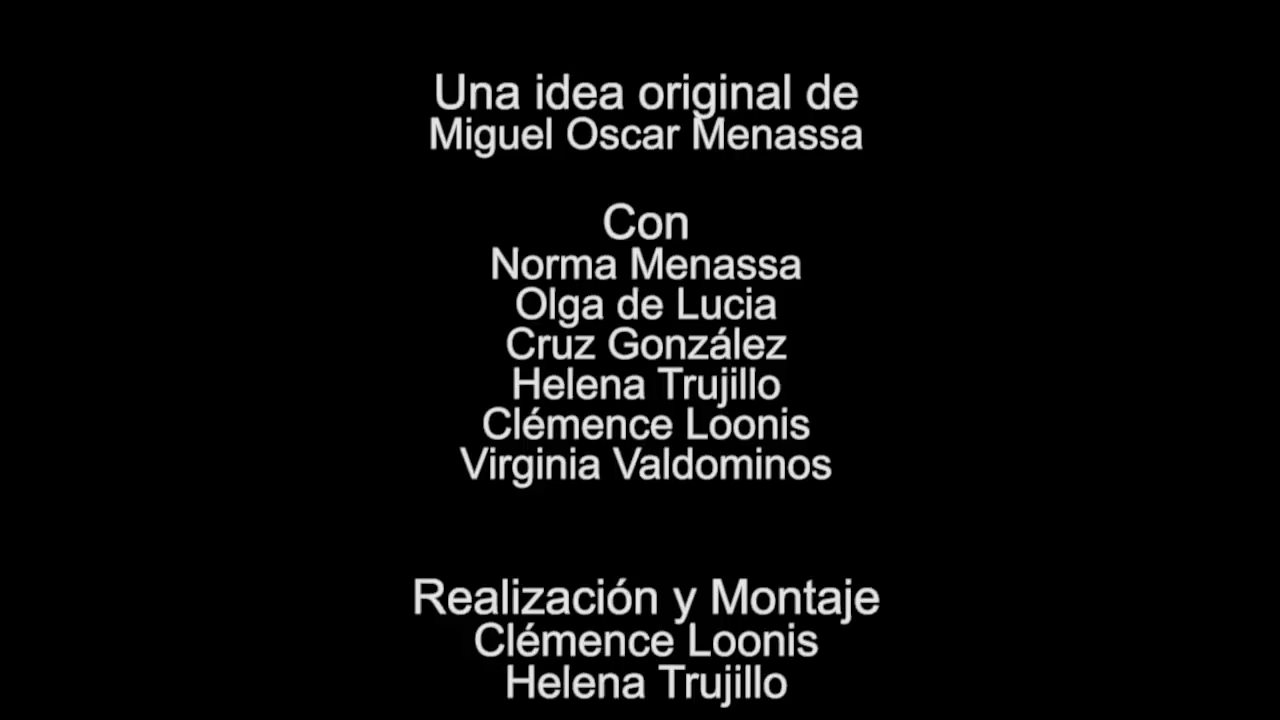 Una idea original de
Miguel Oscar Menassa
Con
Norma Menassa
Olga de Lucia
Cruz González
Helena Trujillo
Clémence Loonis
Virginia Valdominos
Realización y Montaje
Clémence Loonis
Helena Trujillo